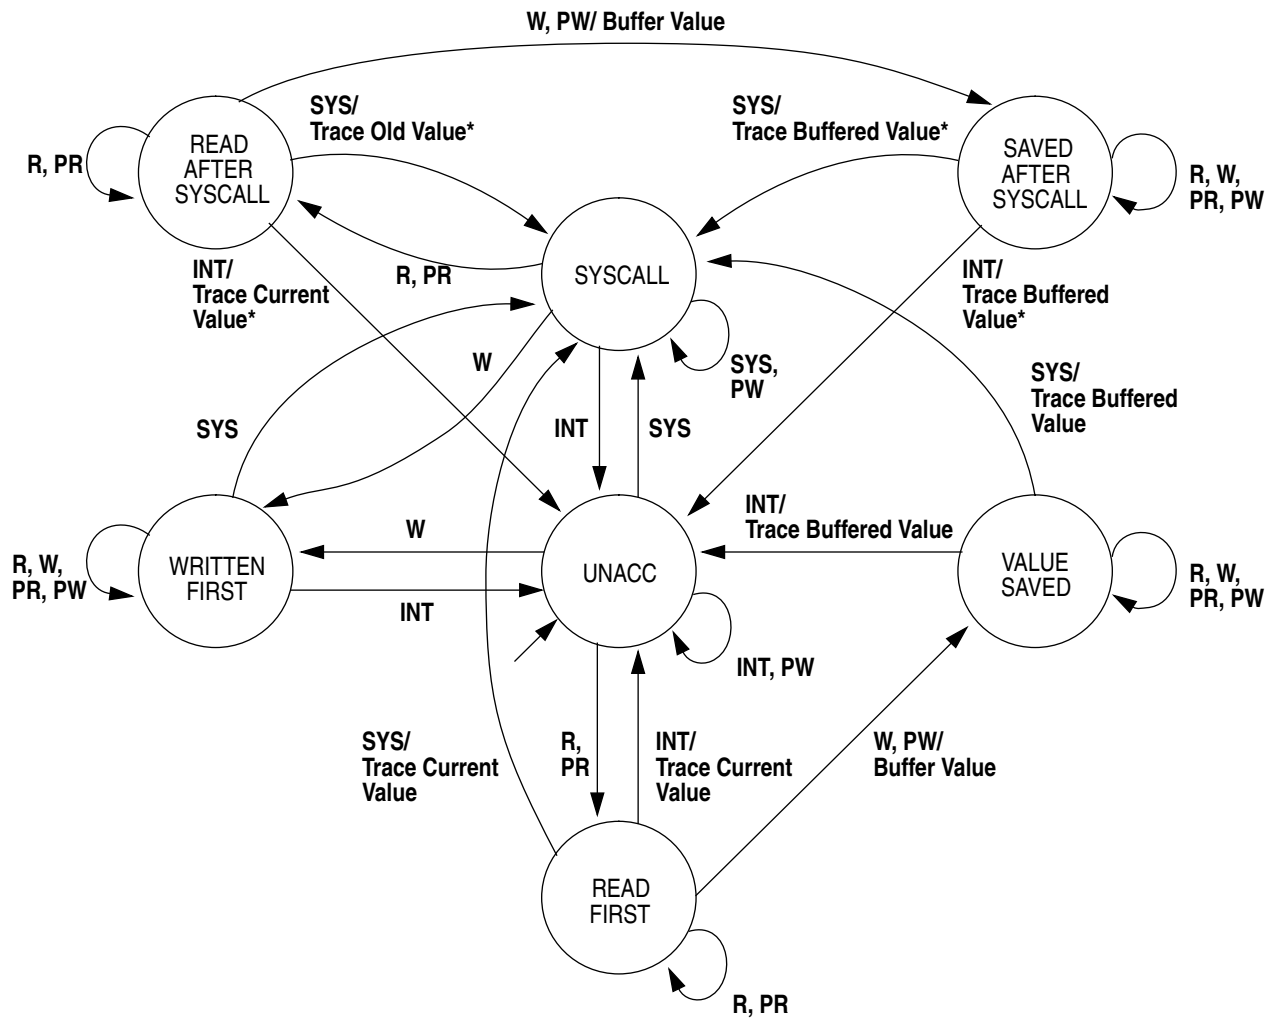 W, PW/ Buffer Value
SYS/
Trace Old Value*
SYS/
Trace Buffered Value*
READ
AFTER
SYSCALL
R, PR
SAVED
AFTER
SYSCALL
R, W,
PR, PW
INT/
Trace Current
Value*
R, PR
SYSCALL
INT/
Trace Buffered
Value*
W
SYS,
PW
SYS/
Trace Buffered
Value
SYS
INT
SYS
W
INT/
Trace Buffered Value
R, W,
PR, PW
WRITTEN
FIRST
UNACC
VALUE
SAVED
R, W,
PR, PW
INT
INT, PW
SYS/
Trace Current
Value
R,
PR
INT/
Trace Current
Value
W, PW/
Buffer Value
READ
FIRST
R, PR